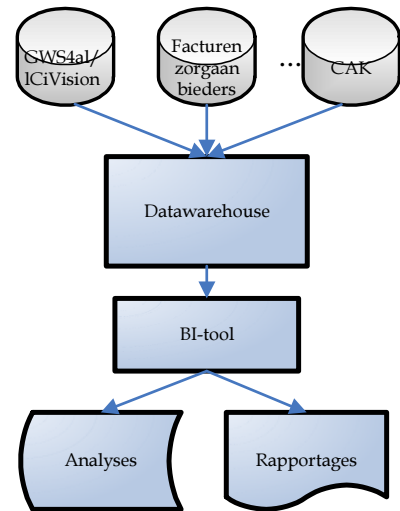 GWS4al/
lCiVision
Facturen
zorgaan
bieders
...
CAK
Datawarehouse
BI-tool
Analyses
Rapportages